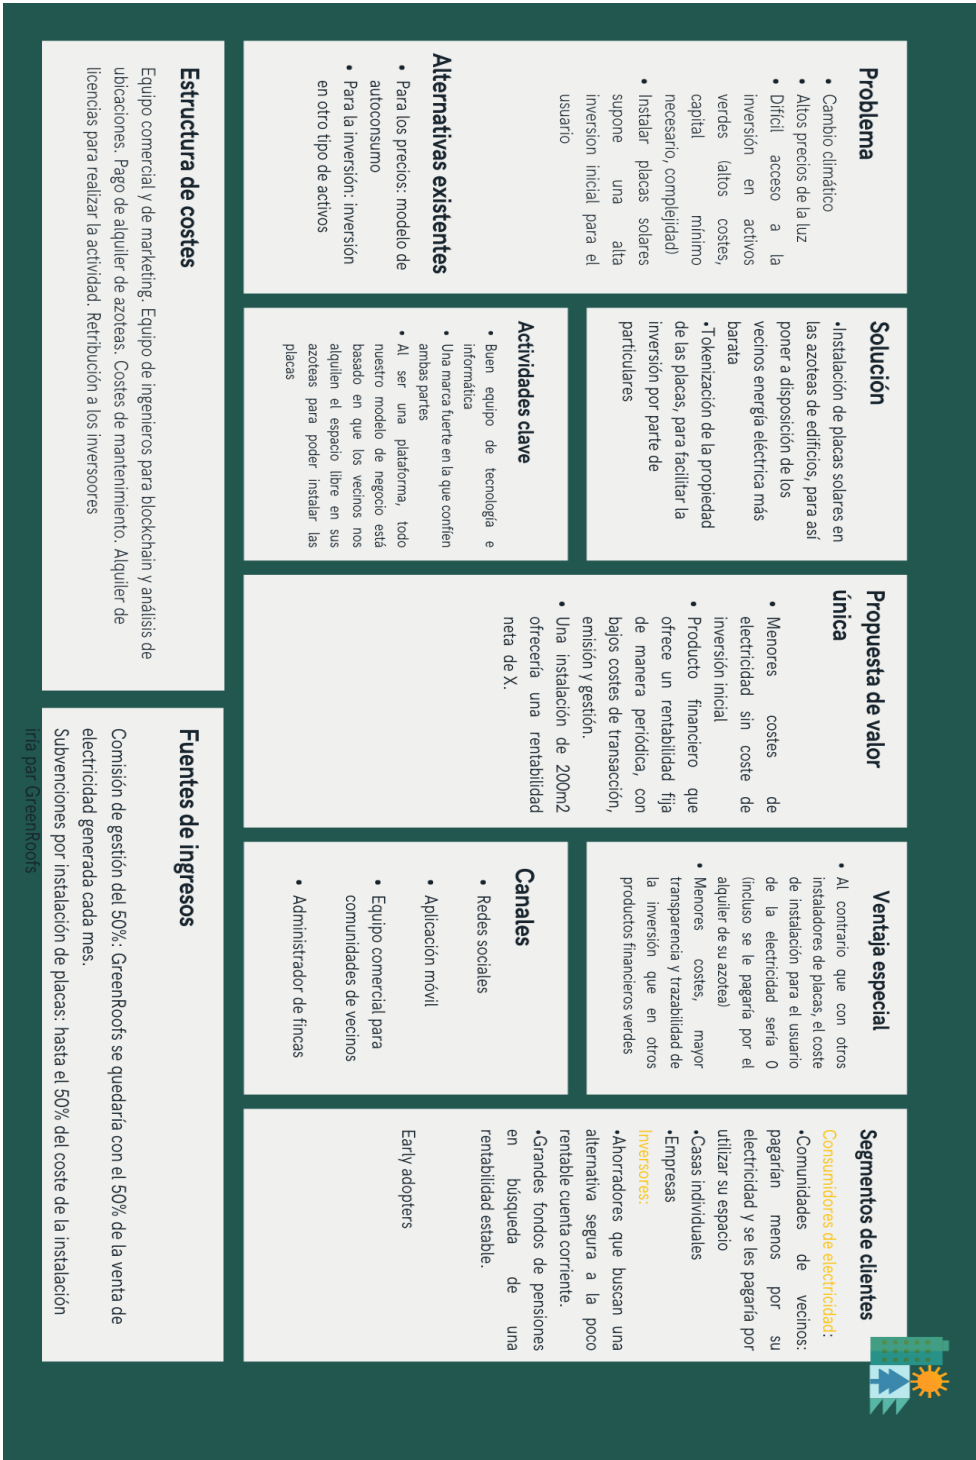 Problema
• Cambio climático
• Altos precios de la luz
• Difícil acceso a la
inversión en activos
verdes (altos costes,
capital mínimo
necesario, complejidad)
• Instalar placas solares
supone una alta
inversion inicial para el
usuario
Alternativas existentes
• Para los precios: modelo de
autoconsumo
• Para la inversión: inversión
en otro tipo de activos
Solución
•Instalación de placas solares en
las azoteas de edificios, para así
poner a disposición de los
vecinos energía eléctrica más
barata
•Tokenización de la propiedad
de las placas, para facilitar la
inversión por parte de
particulares
Actividades clave
• Buen equipo de tecnología e
informática
• Una marca fuerte en la que confíen
ambas partes
• Al ser una plataforma, todo
nuestro modelo de negocio está
basado en que los vecinos nos
alquilen el espacio libre en sus
azoteas para poder instalar las
placas
Propuesta de valor
única
• Menores costes de
electricidad sin coste de
inversión inicial
• Producto financiero que
ofrece un rentabilidad fija
de manera periódica, con
bajos costes de transacción,
emisión y gestión.
• Una instalación de 200m2
ofrecería una rentabilidad
neta de X.
Ventaja especial
• Al contrario que con otros
instaladores de placas, el coste
de instalación para el usuario
de la electricidad sería 0
(incluso se le pagaría por el
alquiler de su azotea)
• Menores costes, mayor
transparencia y trazabilidad de
la inversión que en otros
productos financieros verdes
Canales
• Redes sociales
• Aplicación móvil
• Equipo comercial para
comunidades de vecinos
• Administrador de fincas
Segmentos de clientes
Consumidores de electricidad:
•Comunidades de vecinos:
pagarían menos por su
electricidad y se les pagaría por
utilizar su espacio
•Casas individuales
•Empresas
Inversores:
•Ahorradores que buscan una
alternativa segura a la poco
rentable cuenta corriente.
•Grandes fondos de pensiones
en búsqueda de una
rentabilidad estable.
Early adopters
Estructura de costes
Equipo comercial y de marketing. Equipo de ingenieros para blockchain y análisis de
ubicaciones. Pago de alquiler de azoteas. Costes de mantenimiento. Alquiler de
licencias para realizar la actividad. Retribución a los inversoores
Fuentes de ingresos
Comisión de gestión del 50%: GreenRoofs se quedaría con el 50% de la venta de
electricidad generada cada mes.
Subvenciones por instalación de placas: hasta el 50% del coste de la instalación
iría par GreenRoofs